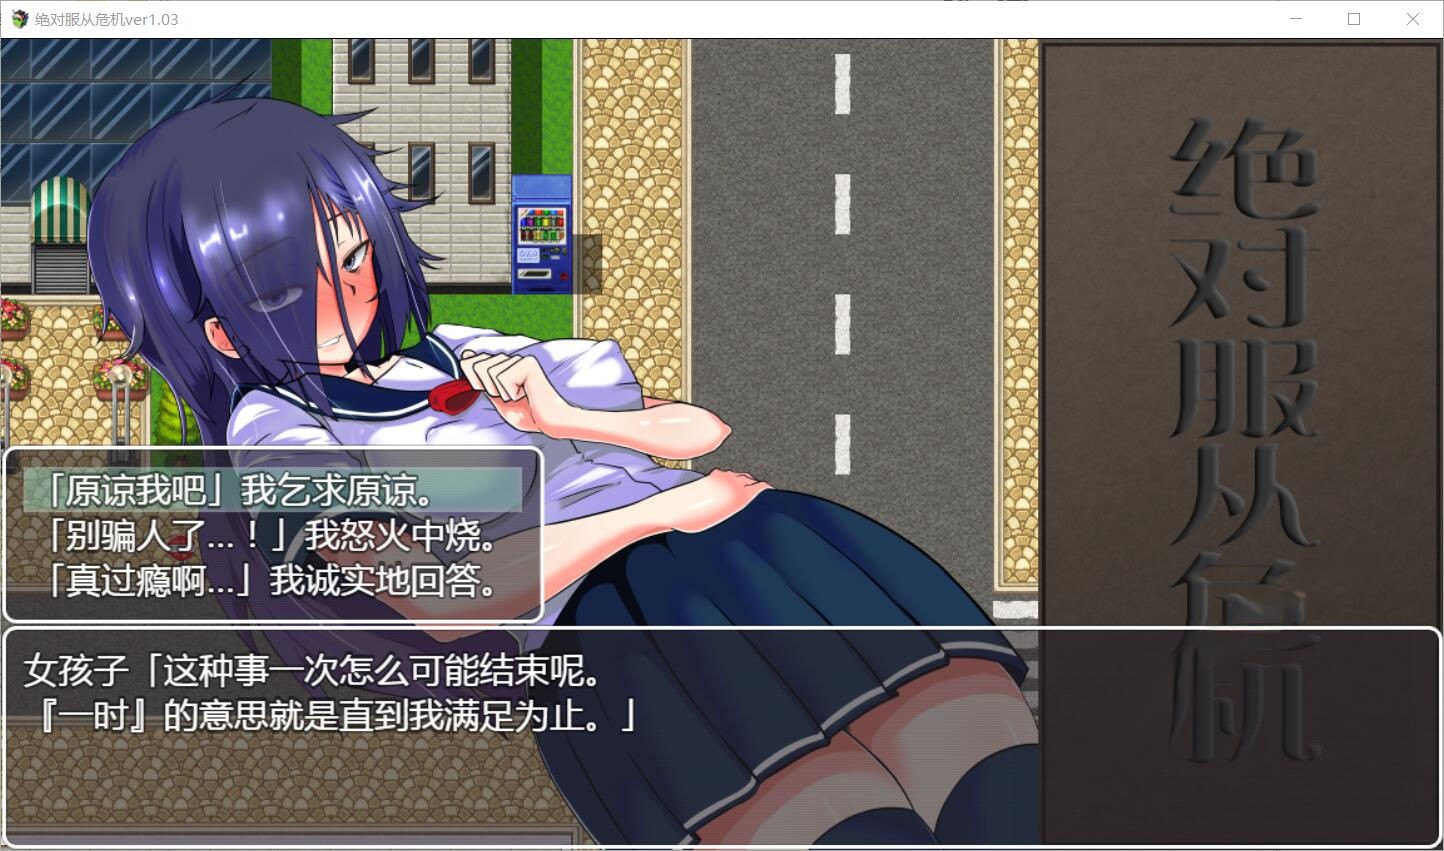 绝对服从危机ver1.03
绝对服从危机
「原谅我吧」我乞求原谅。
「别骗人了...！」我怒火中烧。
「真过瘾啊...」我诚实地回答。
女孩子「这种事一次怎么可能结束呢。
『一时』的意思就是直到我满足为止。」